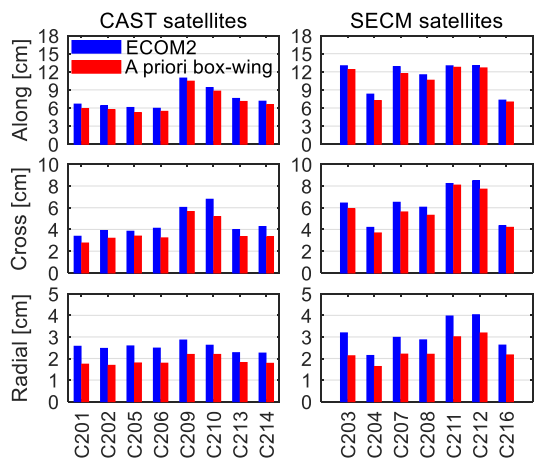 CAST satellites
SECM satellites
Along [cm]
18
15
12
9
6
3
0
ECOM2
A priori box-wing
18
15
12
9
6
3
0
Cross [cm]
10
8
6
4
2
0
10
8
6
4
2
0
Radial [cm]
5
4
3
2
1
0
5
4
3
2
1
0
C201
C202
C205
C206
C209
C210
C213
C214
C203
C204
C207
C208
C211
C212
C216